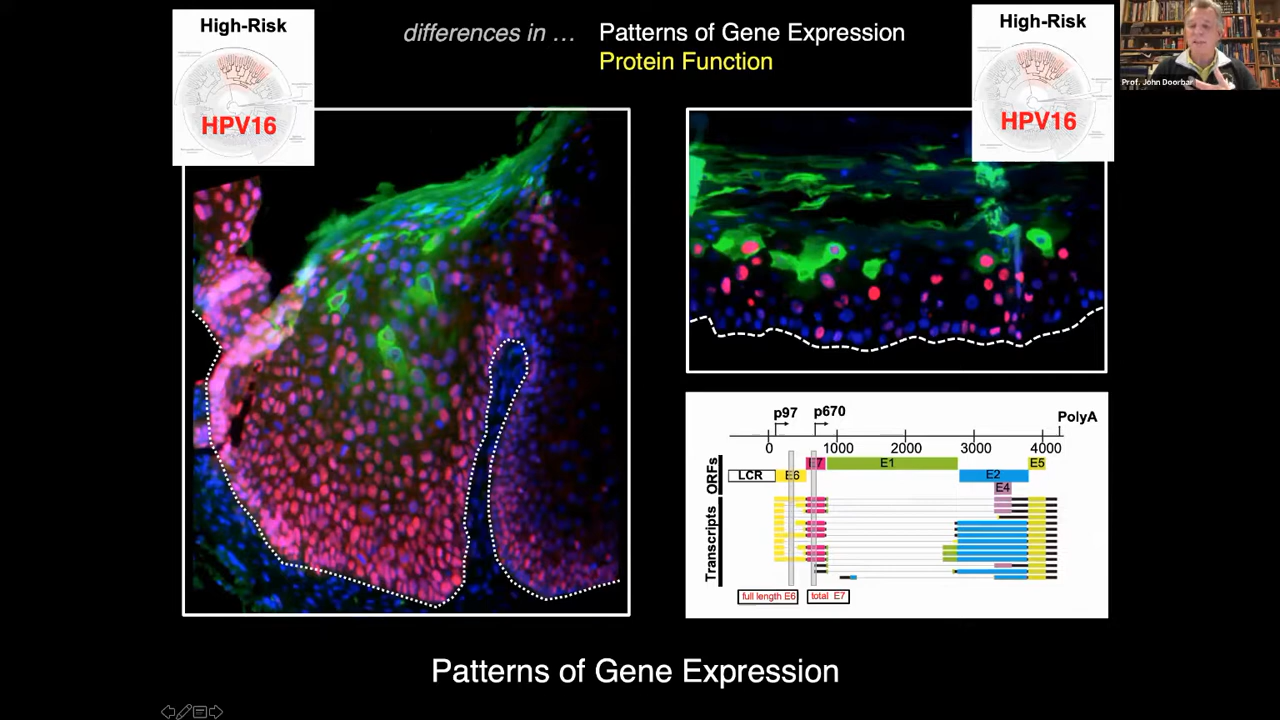 High-Risk
HPV16
differences in ...
Patterns of Gene Expression
Protein Function
High-Risk
HPV16
Prof. John Doorbar
p97
p670
PolyA
0
1000
2000
3000
4000
ORFs
LCR
E6
E7
E1
E2
E4
E5
Transcripts
full length E6
total E7
Patterns of Gene Expression